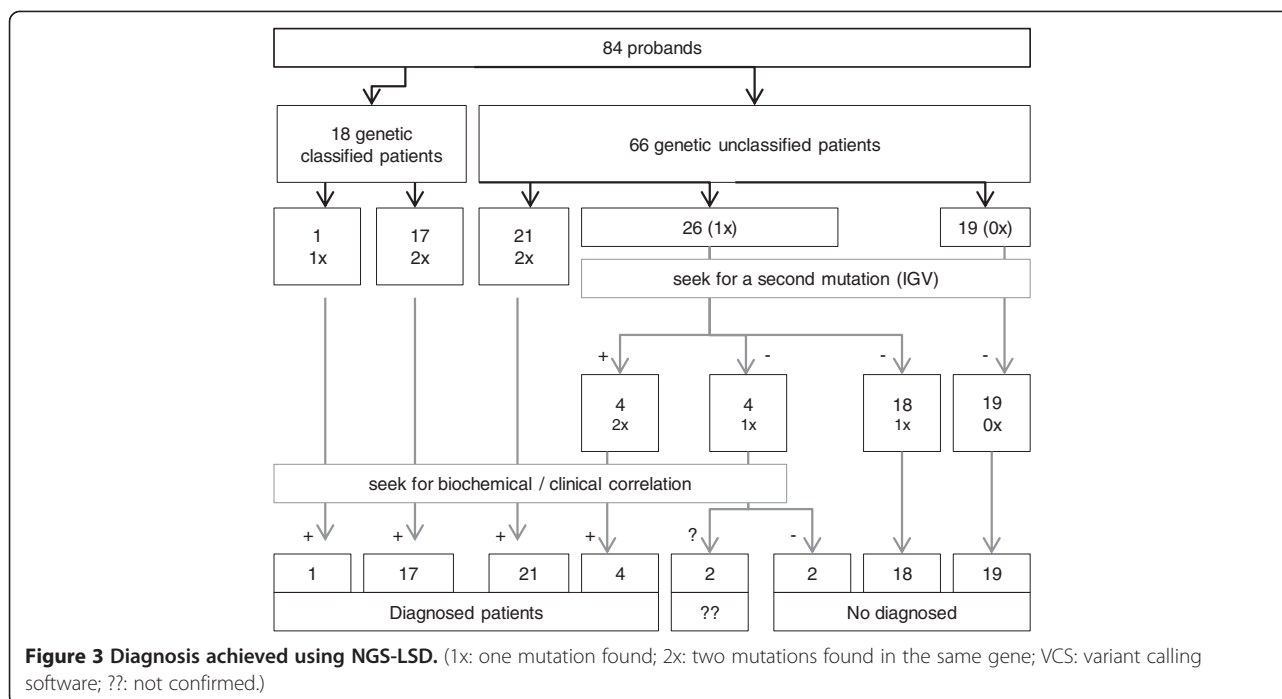 84 probands
18 genetic
classified patients
66 genetic unclassified patients
1
1x
17
2x
21
2x
26 (1x)
19 (0x)
seek for a second mutation (IGV)
+
-
-
-
4
2x
4
1x
18
1x
19
0x
seek for biochemical / clinical correlation
+
+
+
+
?
-
1
17
21
4
2
2
18
19
Diagnosed patients
??
No diagnosed
Figure 3 Diagnosis achieved using NGS-LSD. (1x: one mutation found; 2x: two mutations found in the same gene; VCS: variant calling
software; ??: not confirmed.)